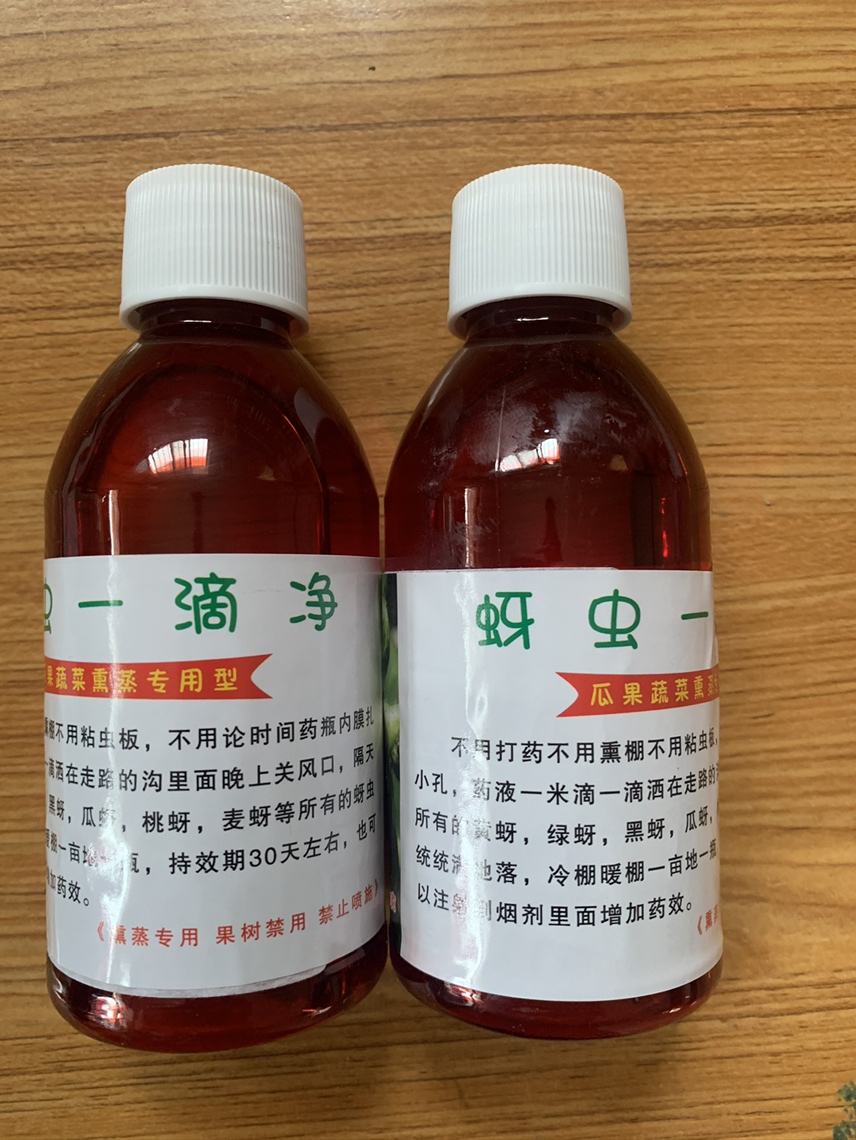 虫一滴净
果蔬菜熏蒸专用型
熏棚不用粘虫板，不用论时间药瓶内膜扎
一滴洒在走路的沟里面晚上关风口，隔天
黑蚜，瓜蚜，桃蚜，麦蚜等所有的蚜虫
暖棚一亩地一瓶，持效期30天左右，也可
加药效。
《熏蒸专用 果树禁用 禁止喷施》
蚜虫一
瓜果蔬菜熏蒸
不用打药不用熏棚不用粘虫板，
小孔，药液一米滴一滴洒在走路的
所有的黄蚜，绿蚜，黑蚜，瓜蚜，
统统满地落，冷棚暖棚一亩地一瓶
以注射到烟剂里面增加药效。
《熏